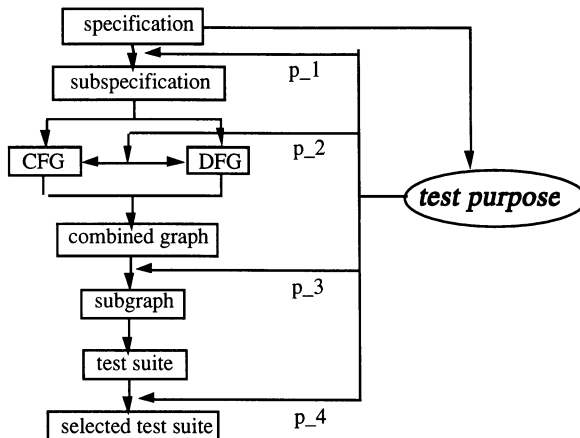 specification
p_1
subspecification
p_2
CFG
DFG
test purpose
combined graph
p_3
subgraph
test suite
p_4
selected test suite